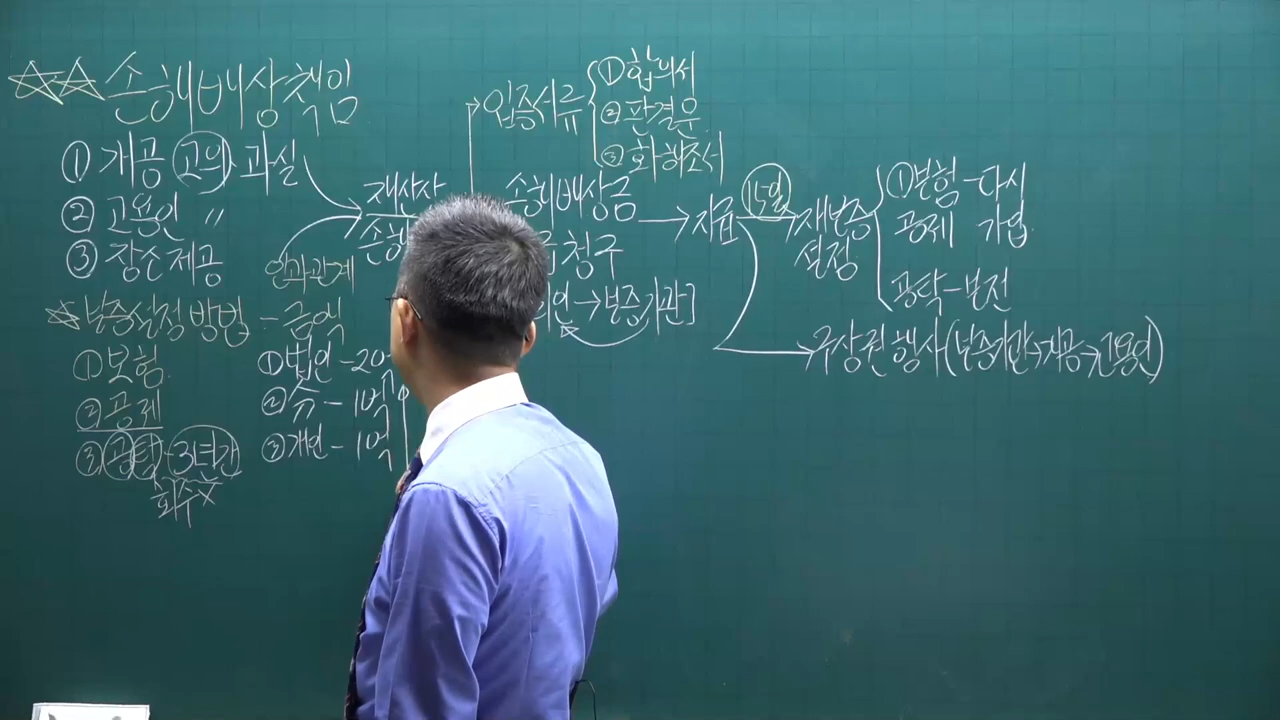 손해배상책임
① 개공 고의 과실
② 고용인 〃
③ 장소제공
인과관계
재산상
손해
입증서류
① 합의서
② 판결문
③ 화해조서
손해배상금
청구
→ 보증기관]
→ 지급
15일
재보증
설정
① 보험 - 다시
공제 가입
공탁 - 보전
구상권 행사 (보증기관→개공→고용인)
보증설정방법 - 금액
① 보험
② 공제
③ 공탁 - 3년간
회수 X
① 법인 - 20
② 分 - 1억
③ 개인 - 1억